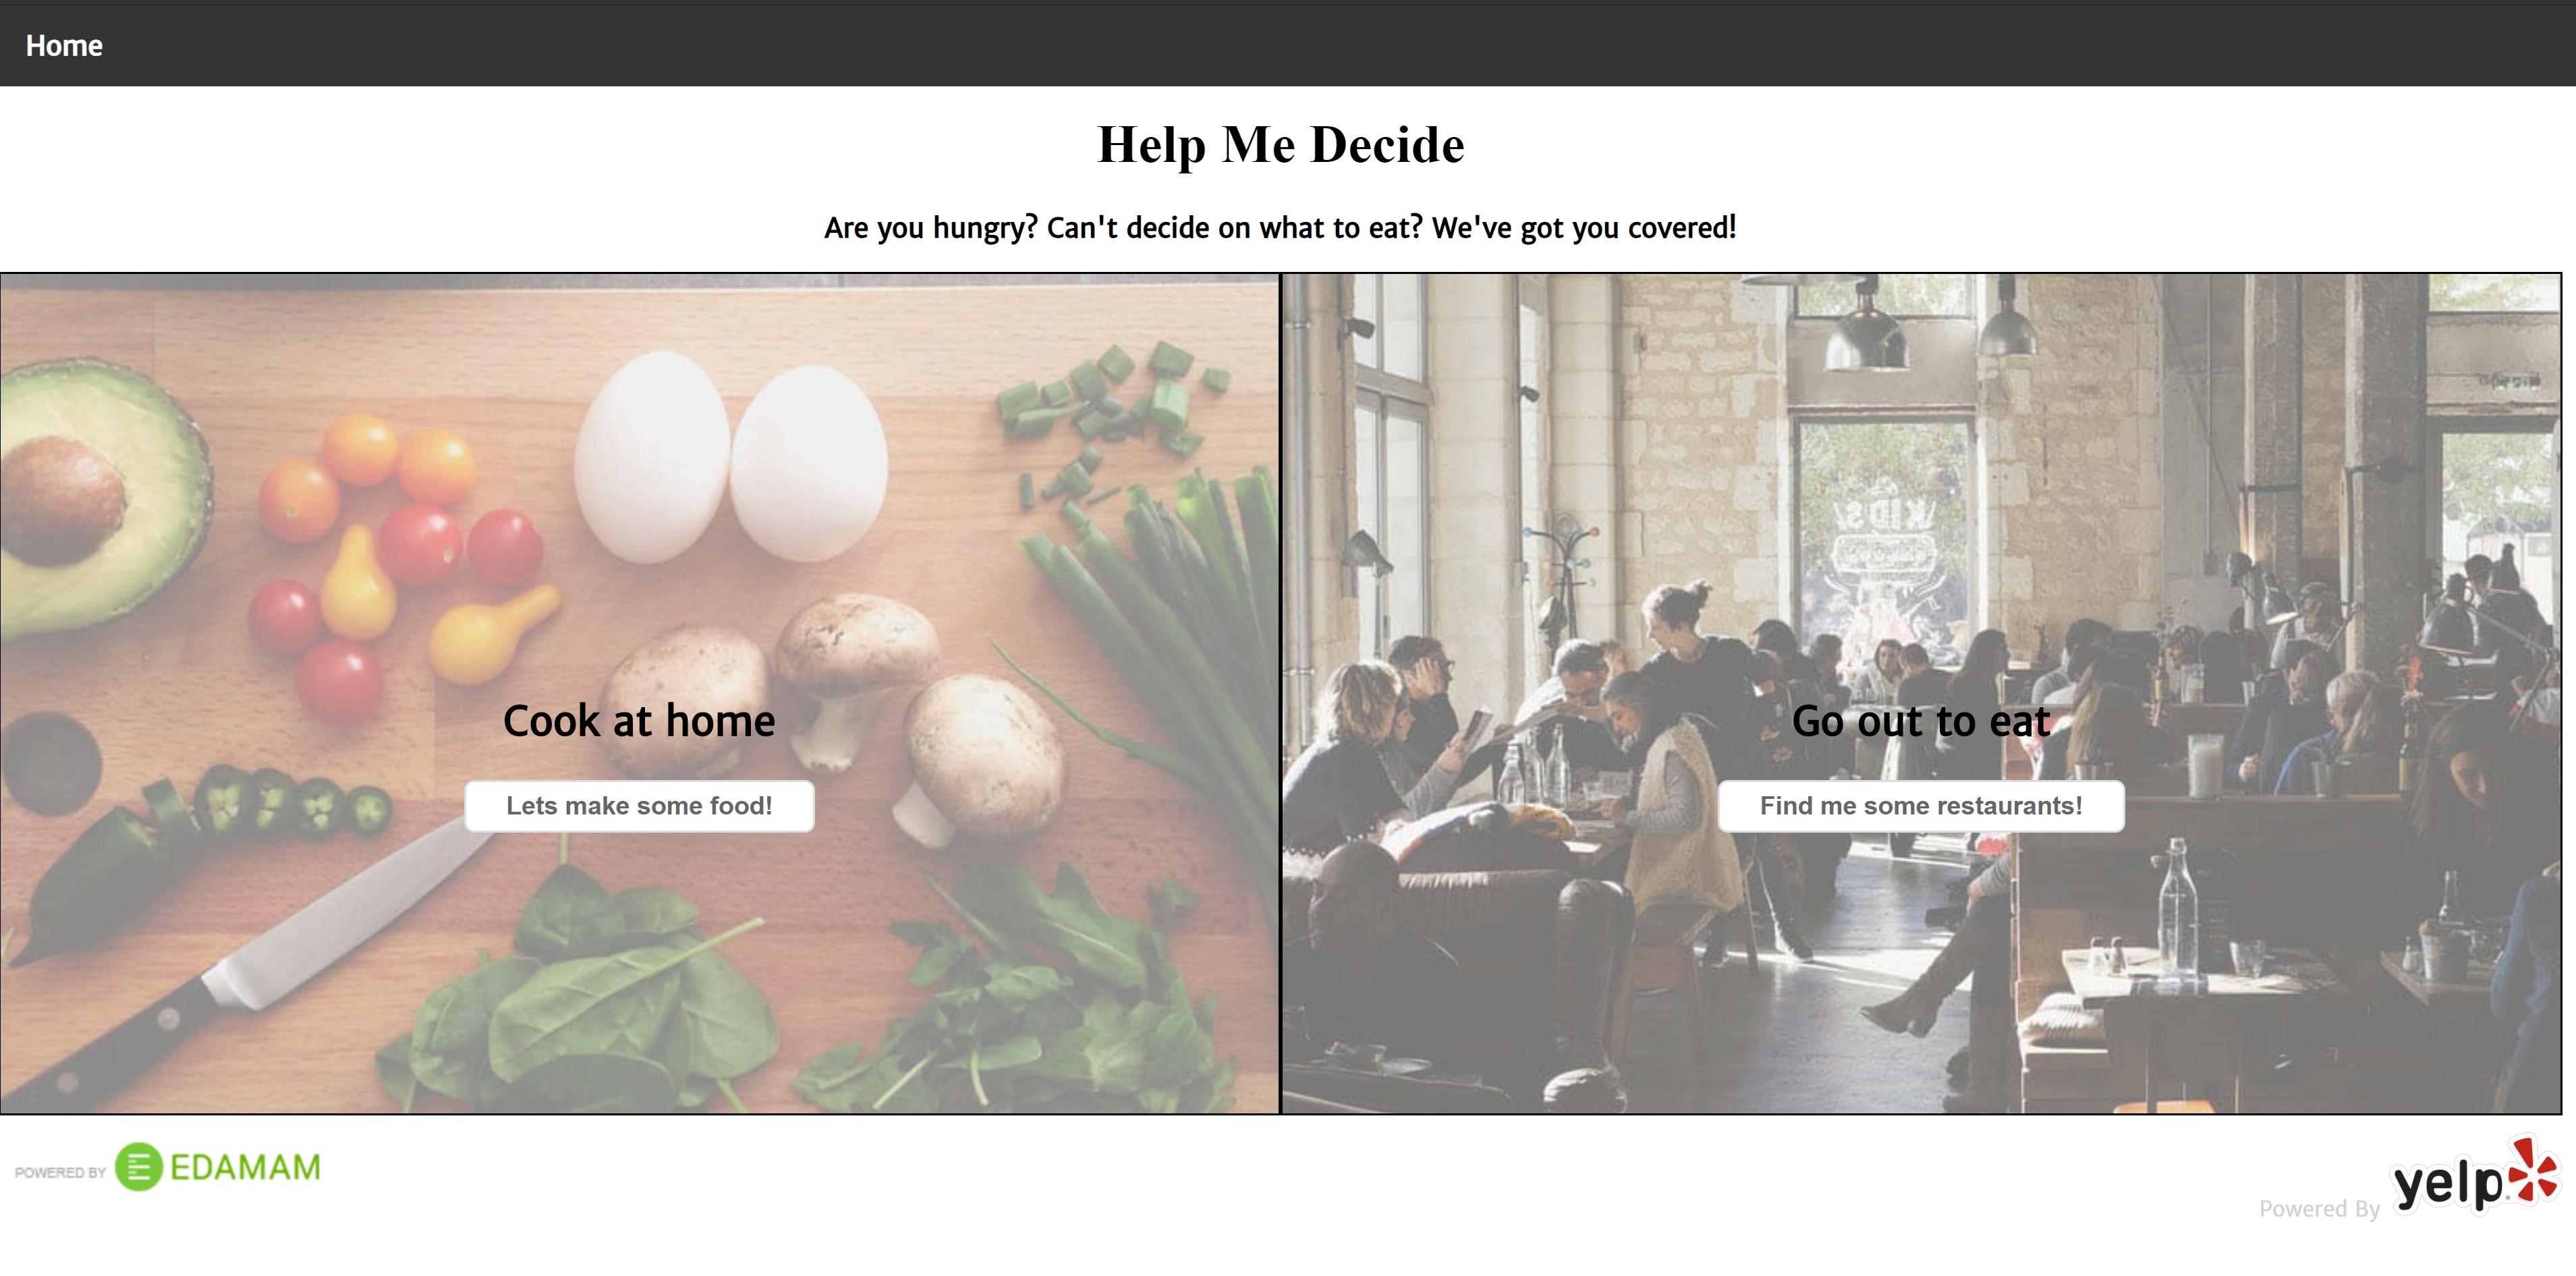 Home
Help Me Decide
Are you hungry? Can't decide on what to eat? We've got you covered!
KIDS
Cook at home
Go out to eat
Lets make some food!
Find me some restaurants!
POWERED BY EDAMAM
Powered By yelp